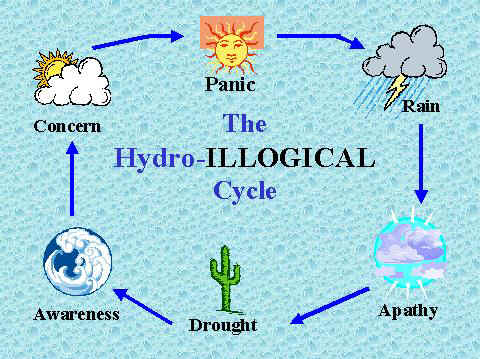 Panic
Concern
Rain
The
Hydro-ILLOGICAL
Cycle
Awareness
Drought
Apathy